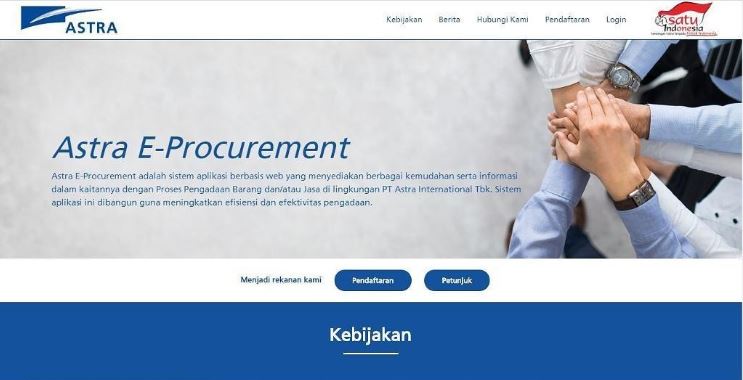 ASTRA
Kebijakan
Berita
Hubungi Kami
Pendaftaran
Login
satu
Indonesia
Astra E-Procurement
Astra E-Procurement adalah sistem aplikasi berbasis web yang menyediakan berbagai kemudahan serta informasi
dalam kaitannya dengan Proses Pengadaan Barang dan/atau Jasa di lingkungan PT Astra International Tbk. Sistem
aplikasi ini dibangun guna meningkatkan efisiensi dan efektivitas pengadaan.
Menjadi rekanan kami
Pendaftaran
Petunjuk
Kebijakan